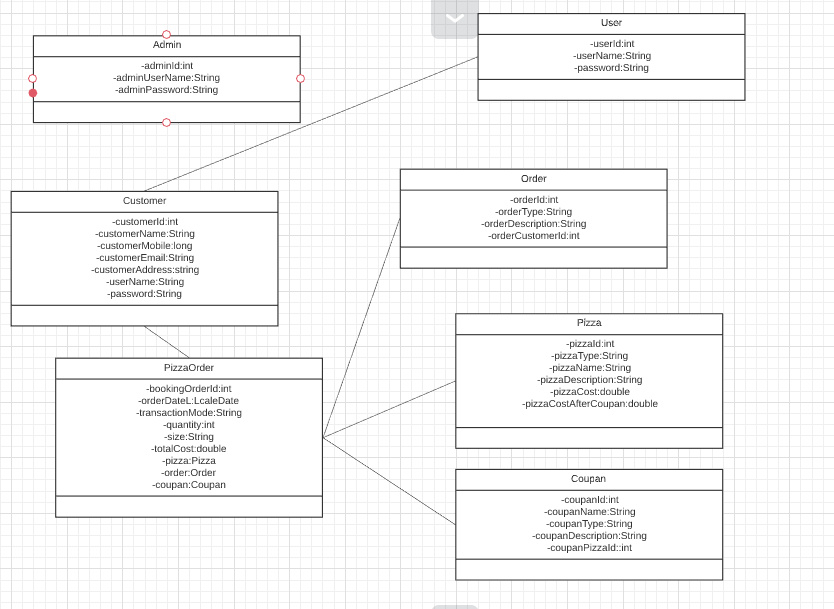 Admin
-adminId:int
-adminUserName:String
-adminPassword:String
User
-userId:int
-userName:String
-password:String
Customer
-customerId:int
-customerName:String
-customerMobile:long
-customerEmail:String
-customerAddress:string
-userName:String
-password:String
Order
-orderId:int
-orderType:String
-orderDescription:String
-orderCustomerId:int
PizzaOrder
-bookingOrderId:int
-orderDateL:LcaleDate
-transactionMode:String
-quantity:int
-size:String
-totalCost:double
-pizza:Pizza
-order:Order
-coupan:Coupan
Pizza
-pizzaId:int
-pizzaType:String
-pizzaName:String
-pizzaDescription:String
-pizzaCost:double
-pizzaCostAfterCoupan:double
Coupan
-coupanId:int
-coupanName:String
-coupanType:String
-coupanDescription:String
-coupanPizzaId::int